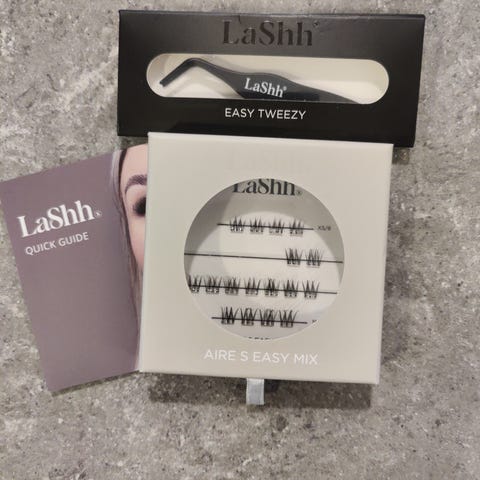 LaShh
LaShh®
EASY TWEEZY
LaShh®
QUICK GUIDE
LaShh®
XS/8
AIRE S EASY MIX